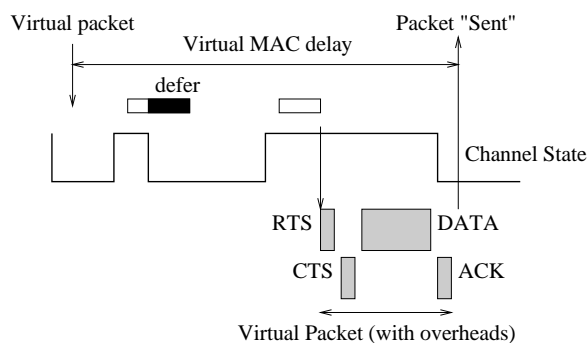 Virtual packet
Packet "Sent"
Virtual MAC delay
defer
Channel State
RTS
DATA
CTS
ACK
Virtual Packet (with overheads)